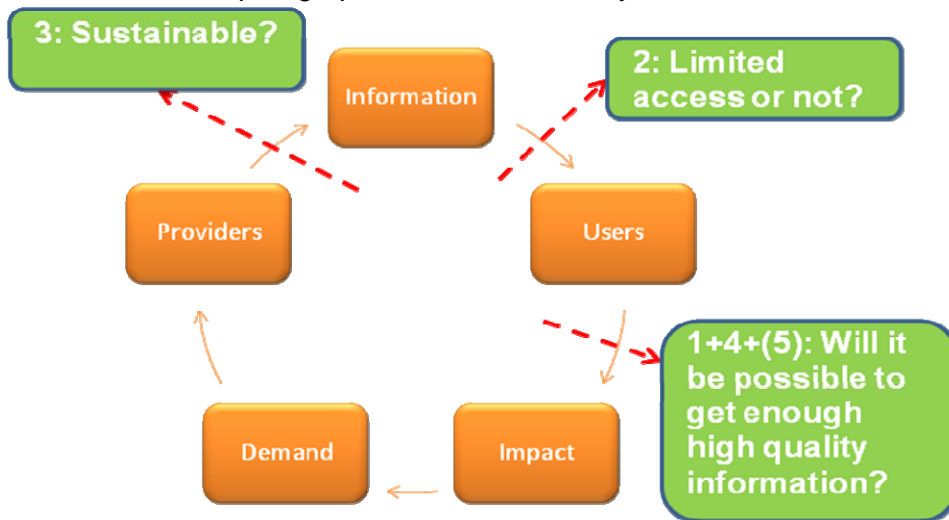 3: Sustainable?
Information
2: Limited
access or not?
Providers
Users
1+4+(5): Will it
be possible to
get enough
high quality
information?
Demand
Impact